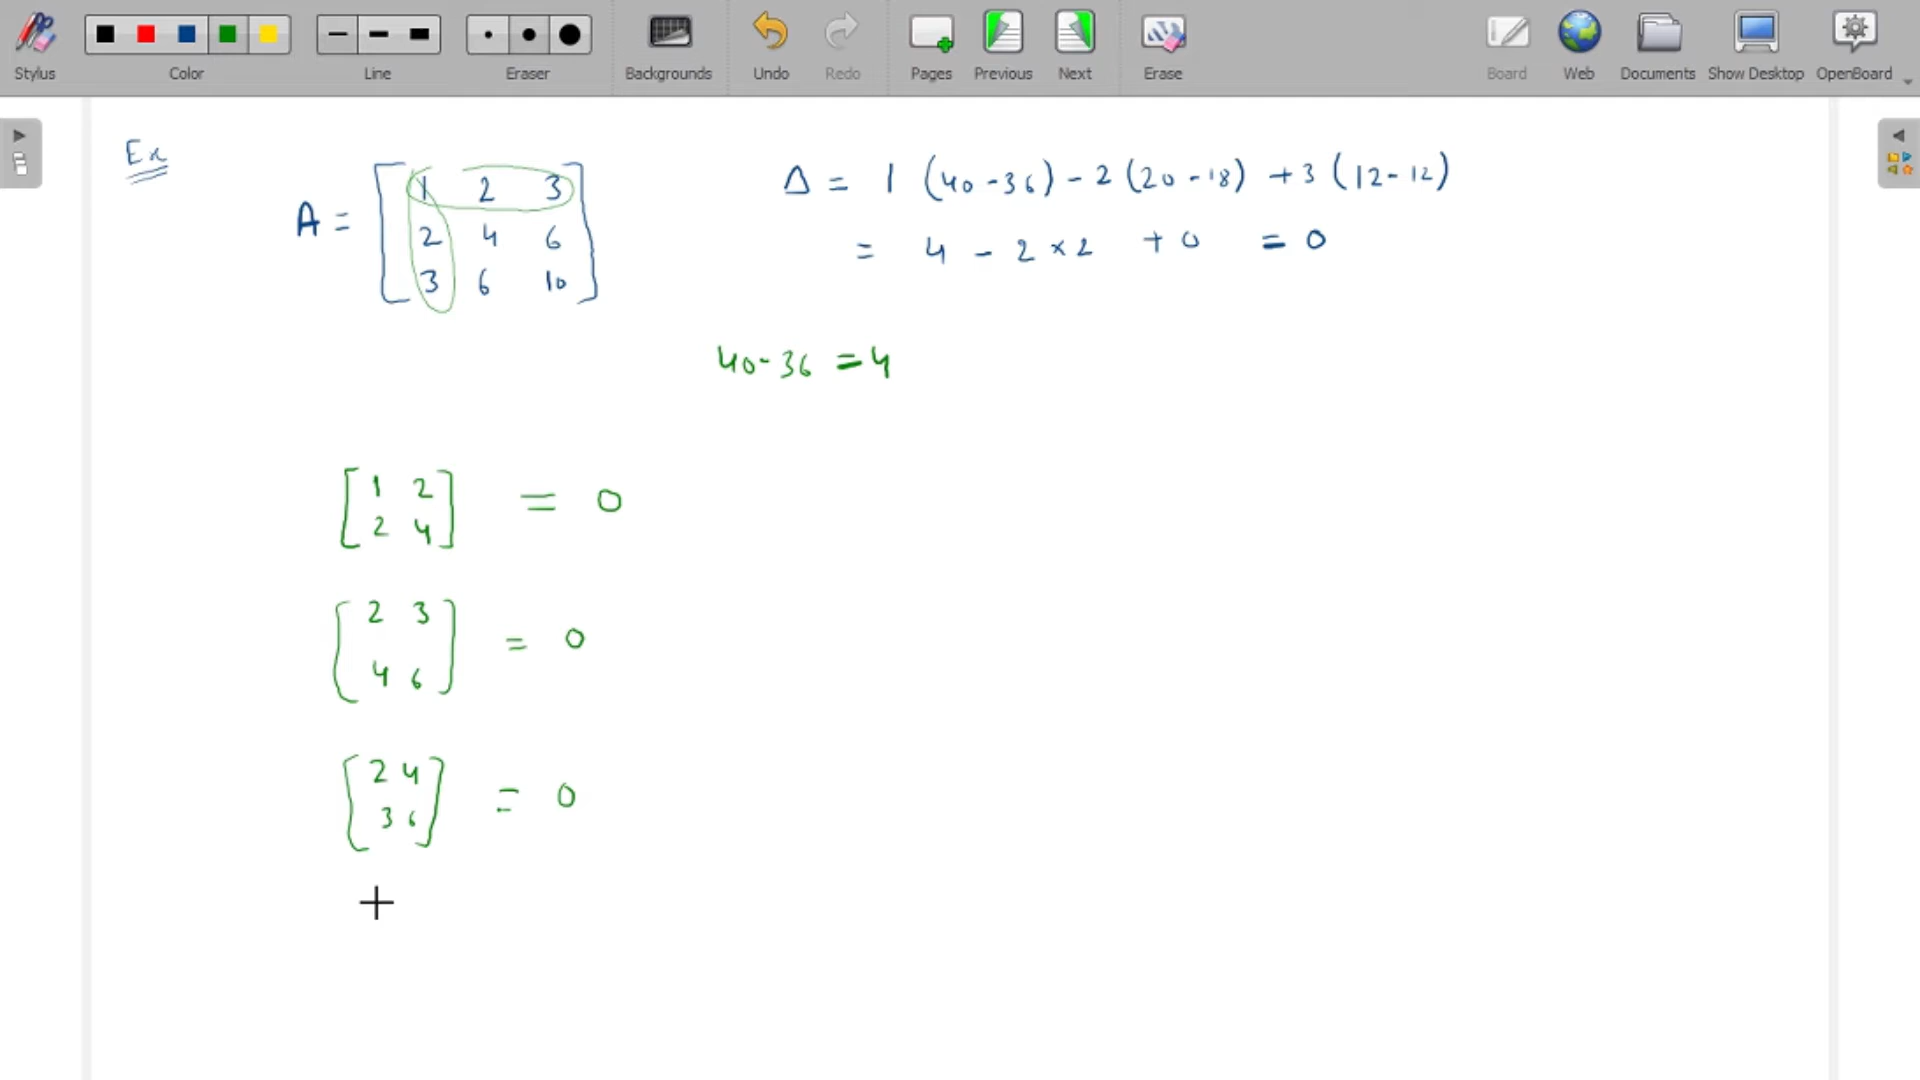 Stylus Color Line Eraser Backgrounds Undo Redo Pages Previous Next Erase Board Web Documents Show Desktop OpenBoard
Ex
A = [ 1 2 3
2 4 6
3 6 10 ]
Δ = 1 (40-36) - 2 (20-18) + 3 (12-12)
= 4 - 2 × 2 + 0 = 0
40-36 = 4
[ 1 2
2 4 ] = 0
[ 2 3
4 6 ] = 0
[ 2 4
3 6 ] = 0